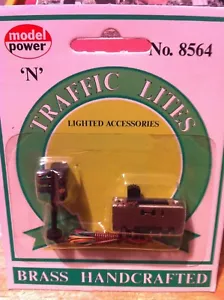 model
power
No. 8564
'N'
TRAFFIC LITES
LIGHTED ACCESSORIES
BRASS HANDCRAFTED